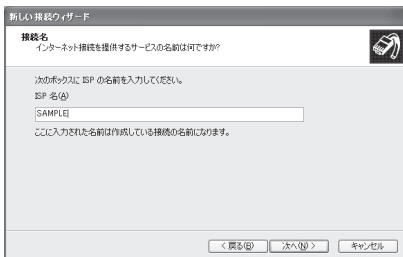 新しい接続ウィザード
接続名
インターネット接続を提供するサービスの名前は何ですか?
次のボックスに ISP の名前を入力してください。
ISP 名(A)
SAMPLE
ここに入力された名前は作成している接続の名前になります。
< 戻る(B)
次へ(N) >
キャンセル